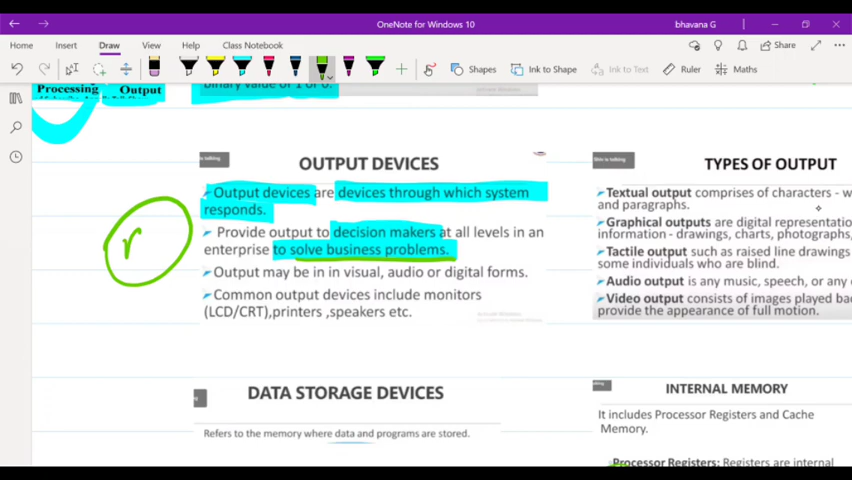 OneNote for Windows 10
bhavana G
Home Insert Draw View Help Class Notebook
Share
Shapes Ink to Shape Ink to Text Ruler Maths
Processing Output
binary value of 1 or 0.
OUTPUT DEVICES
Output devices are devices through which system
responds.
Provide output to decision makers at all levels in an
enterprise to solve business problems.
Output may be in in visual, audio or digital forms.
Common output devices include monitors
(LCD/CRT),printers ,speakers etc.
r
TYPES OF OUTPUT
Textual output comprises of characters - w
and paragraphs.
Graphical outputs are digital representatio
information - drawings, charts, photographs,
Tactile output such as raised line drawings
some individuals who are blind.
Audio output is any music, speech, or any
Video output consists of images played ba
provide the appearance of full motion.
DATA STORAGE DEVICES
Refers to the memory where data and programs are stored.
INTERNAL MEMORY
It includes Processor Registers and Cache
Memory.
Processor Registers: Registers are internal